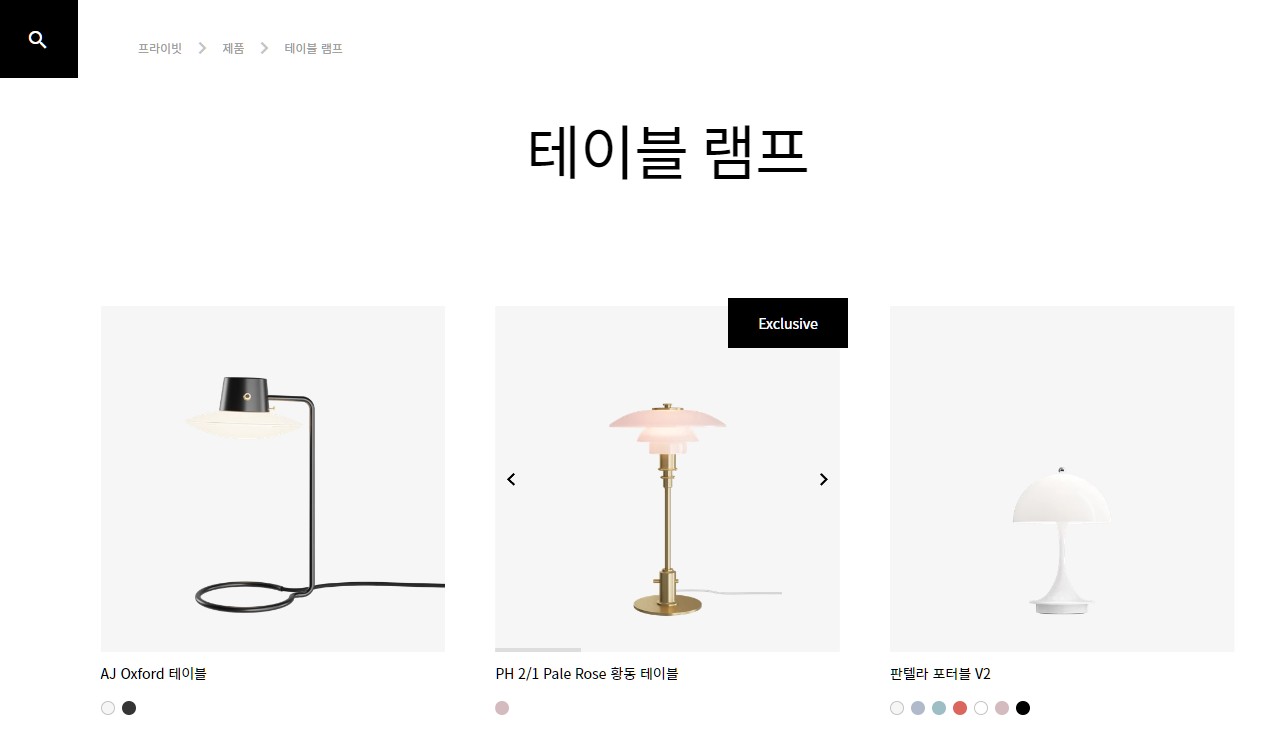 프라이빗 제품 테이블 램프
테이블 램프
Exclusive
AJ Oxford 테이블
PH 2/1 Pale Rose 황동 테이블
판텔라 포터블 V2